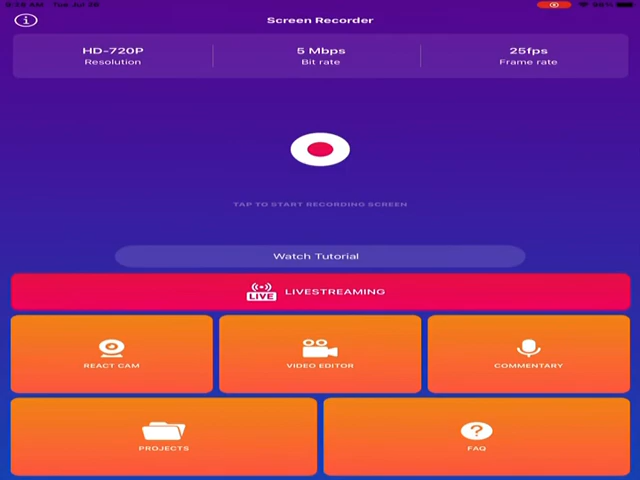 Tue Jul 28
98%
Screen Recorder
HD-720P
5 Mbps
25fps
Resolution
Bit rate
Frame rate
TAP TO START RECORDING SCREEN
Watch Tutorial
LIVE LIVESTREAMING
REACT CAM
VIDEO EDITOR
COMMENTARY
PROJECTS
FAQ